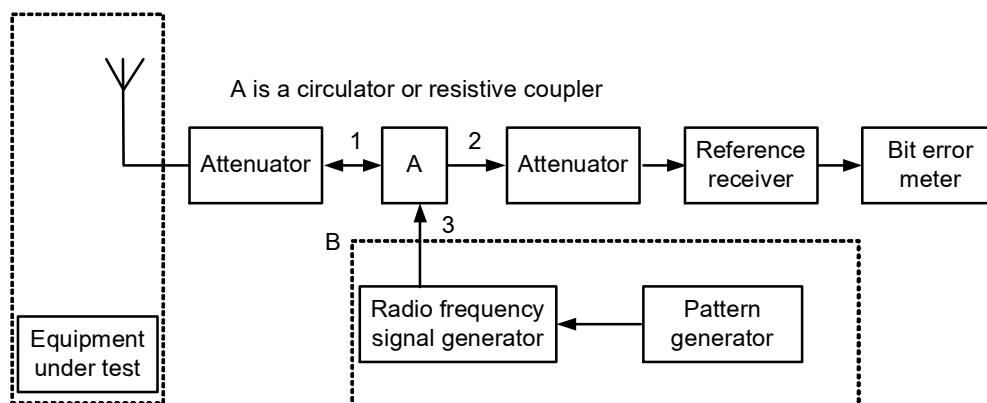 A is a circulator or resistive coupler
Attenuator
1
A
2
Attenuator
Reference
receiver
Bit error
meter
3
B
Radio frequency
signal generator
Pattern
generator
Equipment
under test